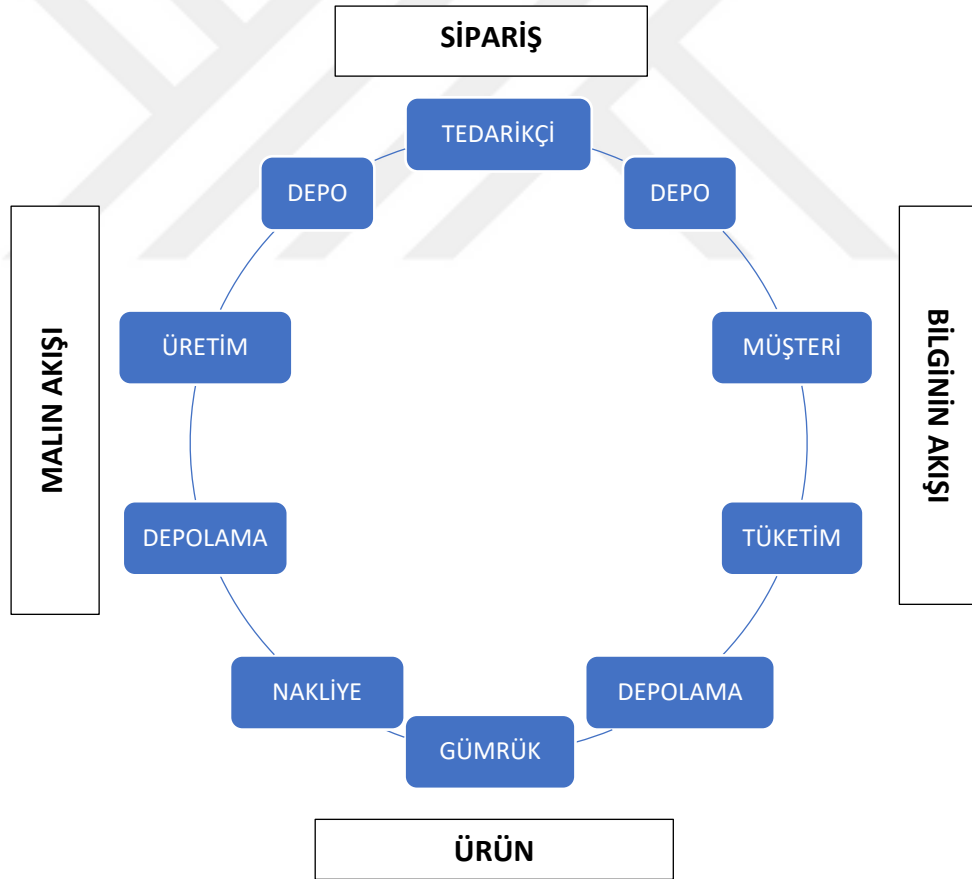 SİPARİŞ
TEDARİKÇİ
DEPO
DEPO
MALIN AKIŞI
ÜRETİM
MÜŞTERİ
BİLGİNİN AKIŞI
DEPOLAMA
TÜKETİM
NAKLİYE
DEPOLAMA
GÜMRÜK
ÜRÜN